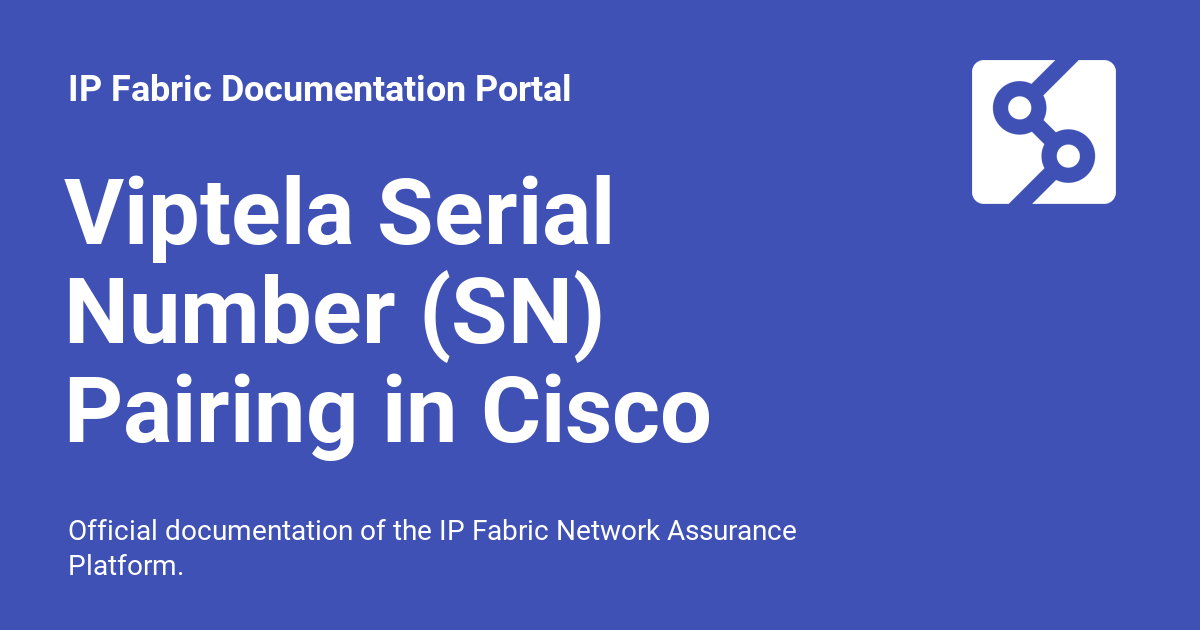 IP Fabric Documentation Portal
Viptela Serial
Number (SN)
Pairing in Cisco
Official documentation of the IP Fabric Network Assurance
Platform.